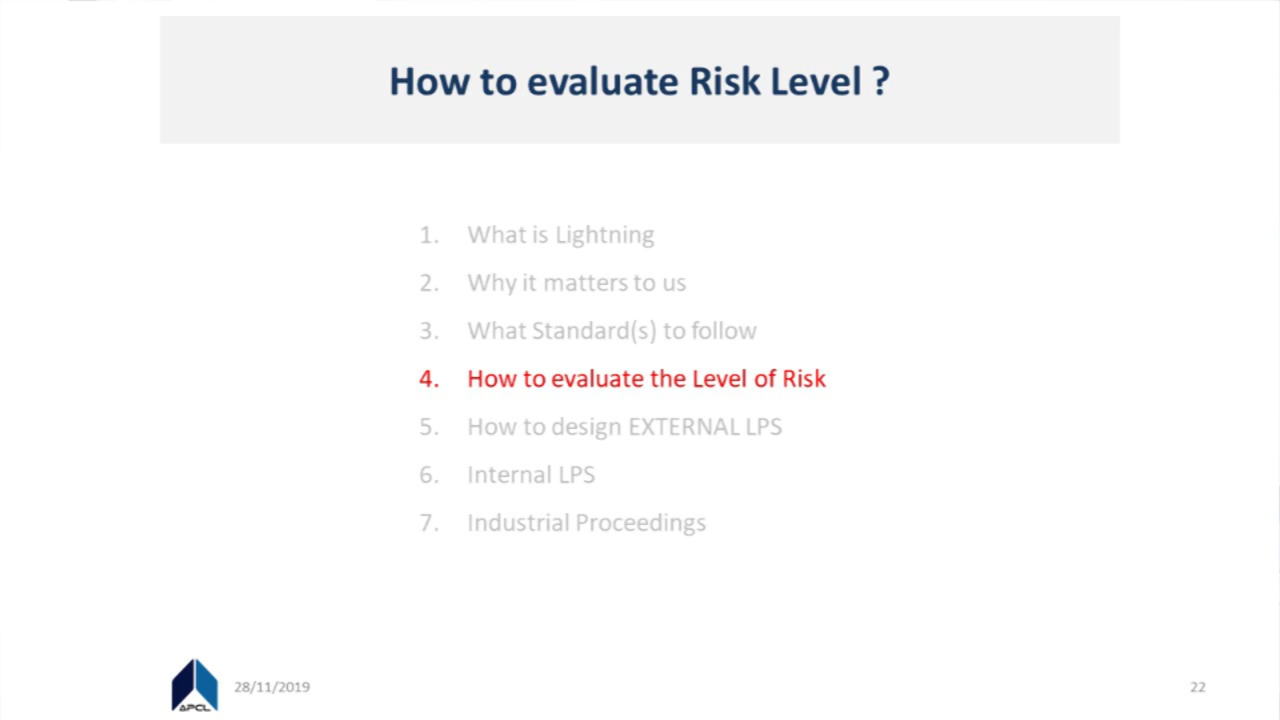 How to evaluate Risk Level ?
1. What is Lightning
2. Why it matters to us
3. What Standard(s) to follow
4. How to evaluate the Level of Risk
5. How to design EXTERNAL LPS
6. Internal LPS
7. Industrial Proceedings
APCL
28/11/2019
22